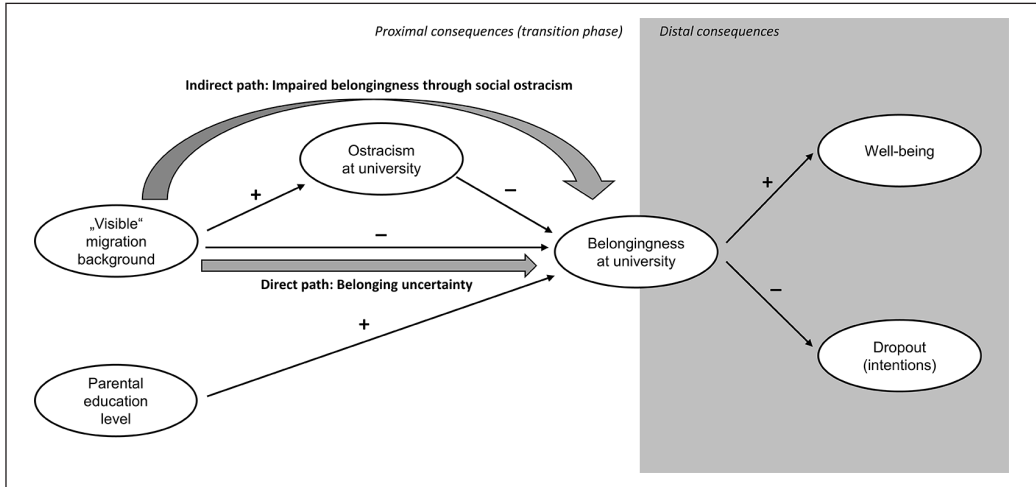 Proximal consequences (transition phase)
Distal consequences
Indirect path: Impaired belongingness through social ostracism
Ostracism
at university
Well-being
+
–
+
„Visible“
migration
background
–
Belongingness
at university
Direct path: Belonging uncertainty
–
+
Dropout
(intentions)
Parental
education
level